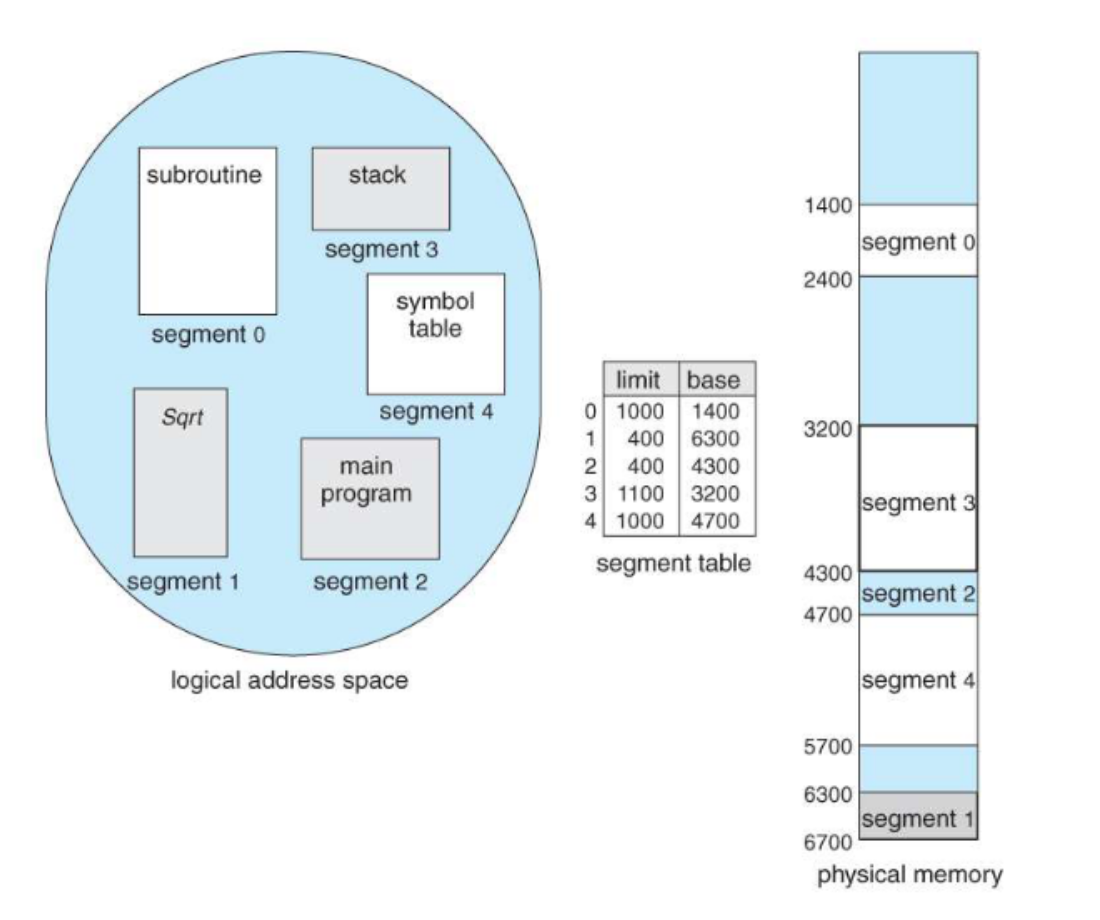 subroutine
segment 0
stack
segment 3
symbol
table
segment 4
Sqrt
segment 1
main
program
segment 2
logical address space
limit base
0 1000 1400
1 400 6300
2 400 4300
3 1100 3200
4 1000 4700
segment table
1400
segment 0
2400
3200
segment 3
4300
segment 2
4700
segment 4
5700
6300
segment 1
6700
physical memory